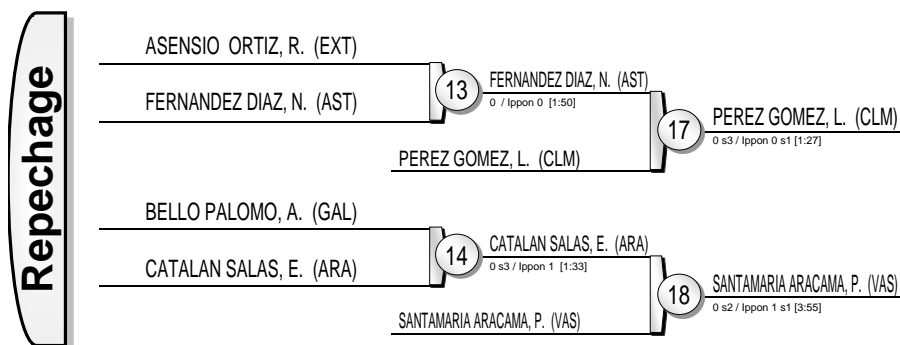 Repechage
ASENSIO ORTIZ, R. (EXT)
FERNANDEZ DIAZ, N. (AST)
13
FERNANDEZ DIAZ, N. (AST)
0 / Ippon 0 [1:50]
PEREZ GOMEZ, L. (CLM)
17
PEREZ GOMEZ, L. (CLM)
0 s3 / Ippon 0 s1 [1:27]
BELLO PALOMO, A. (GAL)
CATALAN SALAS, E. (ARA)
14
CATALAN SALAS, E. (ARA)
0 s3 / Ippon 1 [1:33]
SANTAMARIA ARACAMA, P. (VAS)
18
SANTAMARIA ARACAMA, P. (VAS)
0 s2 / Ippon 1 s1 [3:55]